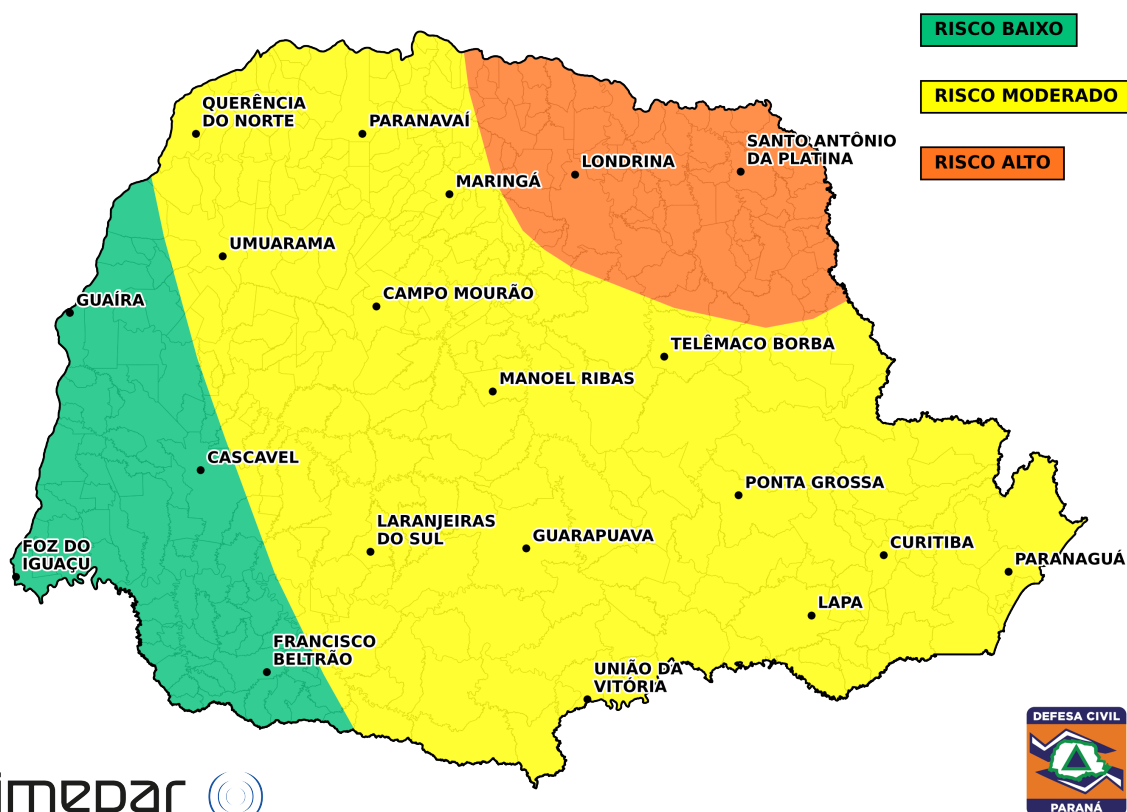 RISCO BAIXO
RISCO MODERADO
RISCO ALTO
QUERÊNCIA
DO NORTE
PARANAVAÍ
SANTO ANTÔNIO
DA PLATINA
LONDRINA
MARINGÁ
UMUARAMA
GUAÍRA
CAMPO MOURÃO
TELÊMACO BORBA
MANOEL RIBAS
CASCAVEL
PONTA GROSSA
LARANJEIRAS
DO SUL
GUARAPUAVA
FOZ DO
IGUAÇU
CURITIBA
PARANAGUÁ
LAPA
FRANCISCO
BELTRÃO
UNIÃO DA
VITÓRIA
DEFESA CIVIL
PARANÁ
imepar